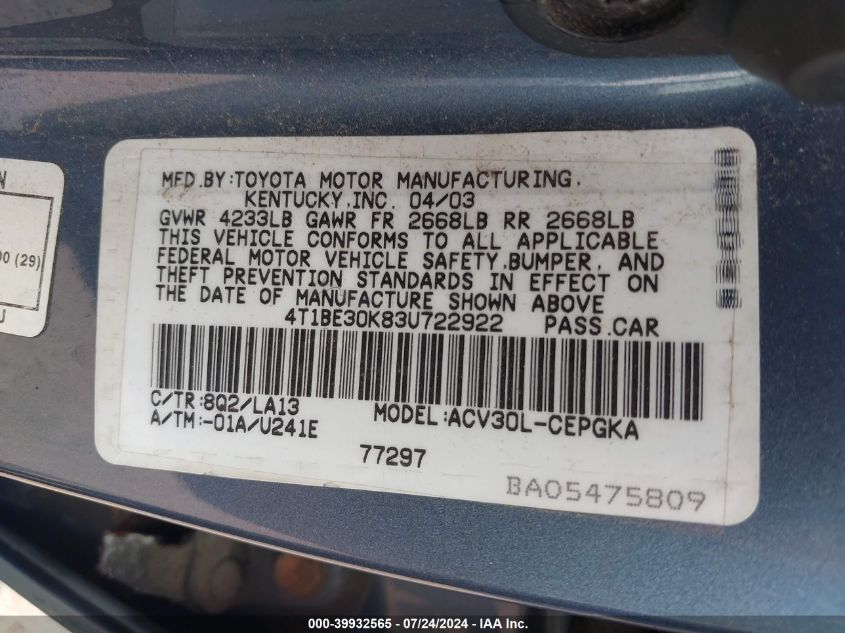 MFD.BY:TOYOTA MOTOR MANUFACTURING,
KENTUCKY,INC. 04/03
GVWR 4233LB GAWR FR 2668LB RR 2668LB
THIS VEHICLE CONFORMS TO ALL APPLICABLE
FEDERAL MOTOR VEHICLE SAFETY,BUMPER, AND
THEFT PREVENTION STANDARDS IN EFFECT ON
THE DATE OF MANUFACTURE SHOWN ABOVE
4T1BE30K83U722922 PASS.CAR
C/TR:8Q2/LA13 MODEL:ACV30L-CEPGKA
A/TM:-01A/U241E
77297
BA05475809
N
00 (29)
J
000-39932565 - 07/24/2024 - IAA Inc.